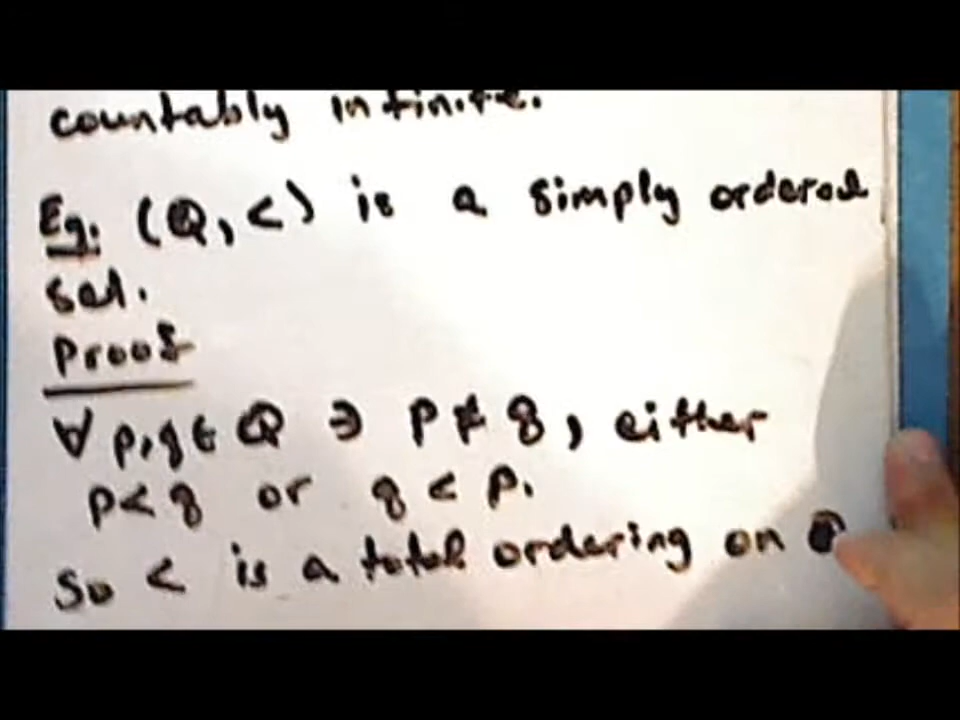 countably infinite.
Eg. (Q, <) is a simply ordered
set.
Proof
∀ p,q ∈ Q ∋ p ≠ q, either
p < q or q < p.
So < is a total ordering on